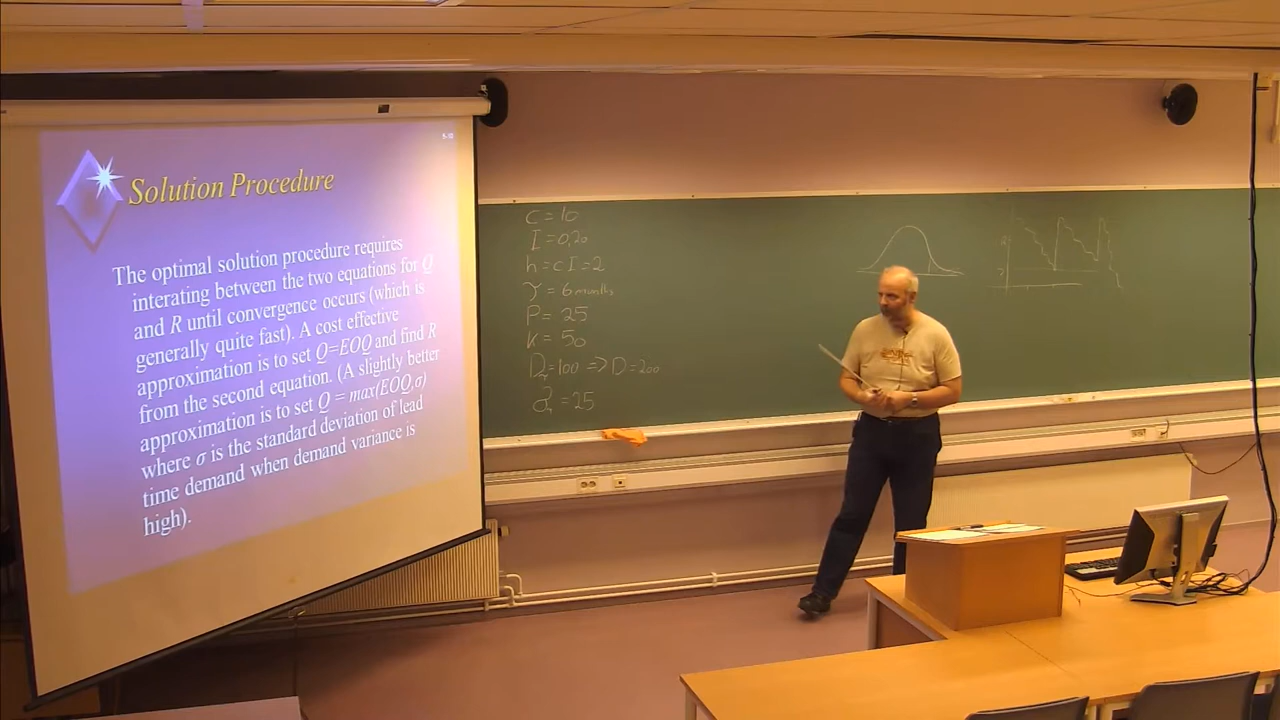 5-18
Solution Procedure
The optimal solution procedure requires
interating between the two equations for Q
and R until convergence occurs (which is
generally quite fast). A cost effective
approximation is to set Q=EOQ and find R
from the second equation. (A slightly better
approximation is to set Q = max(EOQ,σ)
where σ is the standard deviation of lead
time demand when demand variance is
high).
C = 10
I = 0,20
h = cI = 2
γ = 6 months
P = 25
K = 50
=100 => D=200
= 25